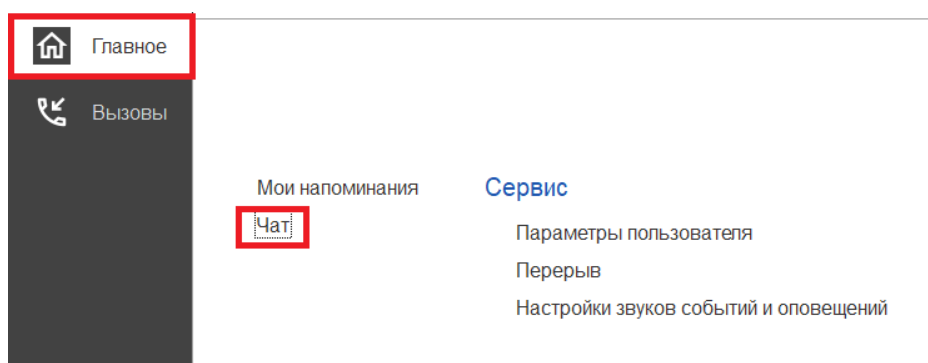 Главное
Вызовы
Мои напоминания
Чат
Сервис
Параметры пользователя
Перерыв
Настройки звуков событий и оповещений